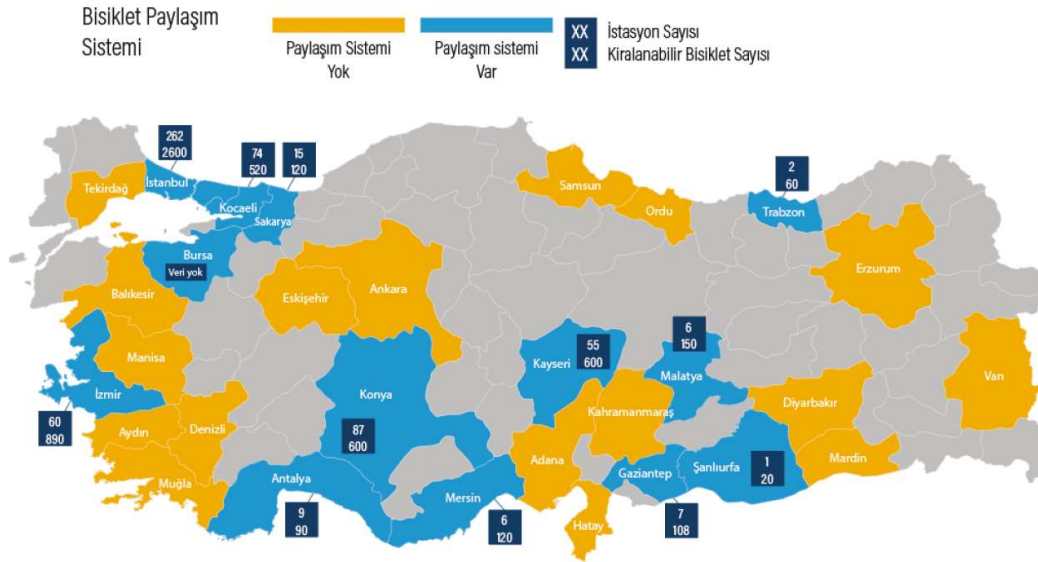 Bisiklet Paylaşım
Sistemi
Paylaşım Sistemi
Yok
Paylaşım sistemi
Var
XX
XX
İstasyon Sayısı
Kiralanabilir Bisiklet Sayısı
262
2600
74
520
15
120
2
60
Tekirdağ
İstanbul
Kocaeli
Sakarya
Samsun
Ordu
Trabzon
Bursa
Veri yok
Erzurum
Balıkesir
Eskişehir
Ankara
Manisa
Kayseri
55
600
6
150
Malatya
Van
İzmir
60
890
Konya
87
600
Kahramanmaraş
Diyarbakır
Aydın
Denizli
Adana
Mardin
Muğla
Antalya
9
90
Mersin
6
120
Gaziantep
7
108
Şanlıurfa
1
20
Hatay